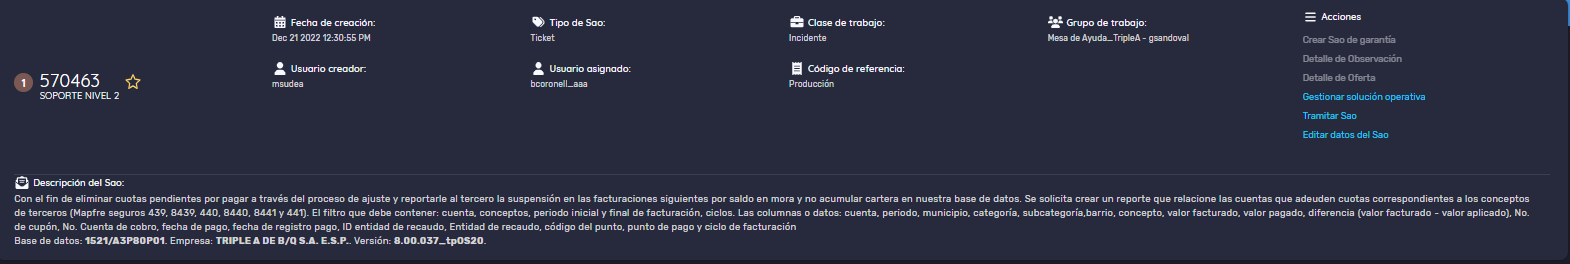 Fecha de creación:
Dec 21 2022 12:30:55 PM
Tipo de Sao:
Ticket
Clase de trabajo:
Incidente
Grupo de trabajo:
Mesa de Ayuda_TripleA - gsandoval
Acciones
Crear Sao de garantía
Detalle de Observación
Detalle de Oferta
Gestionar solución operativa
Tramitar Sao
Editar datos del Sao
1 570463
SOPORTE NIVEL 2
Usuario creador:
msudea
Usuario asignado:
bcoronell_aaa
Código de referencia:
Producción
Descripción del Sao:
Con el fin de eliminar cuotas pendientes por pagar a través del proceso de ajuste y reportarle al tercero la suspensión en las facturaciones siguientes por saldo en mora y no acumular cartera en nuestra base de datos. Se solicita crear un reporte que relacione las cuentas que adeuden cuotas correspondientes a los conceptos
de terceros (Mapfre seguros 439, 8439, 440, 8440, 8441 y 441). El filtro que debe contener: cuenta, conceptos, periodo inicial y final de facturación, ciclos. Las columnas o datos: cuenta, periodo, municipio, categoría, subcategoría,barrio, concepto, valor facturado, valor pagado, diferencia (valor facturado - valor aplicado), No.
de cupón, No. Cuenta de cobro, fecha de pago, fecha de registro pago, ID entidad de recaudo, Entidad de recaudo, código del punto, punto de pago y ciclo de facturación
Base de datos: 1521/A3P80P01. Empresa: TRIPLE A DE B/Q S.A. E.S.P.. Versión: 8.00.037_tpOS20.